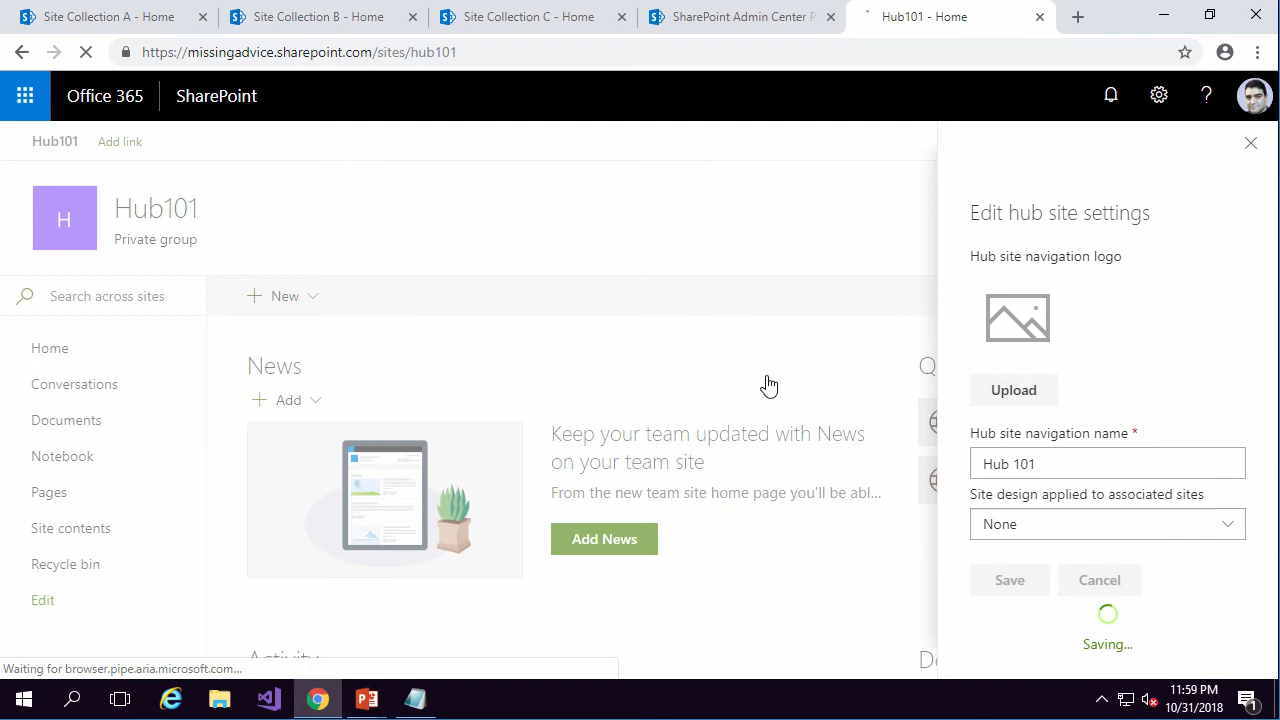 Site Collection A - Home
Site Collection B - Home
Site Collection C - Home
SharePoint Admin Center P
Hub101 - Home
https://missingadvice.sharepoint.com/sites/hub101
Office 365
SharePoint
?
Hub101
Add link
H
Hub101
Private group
Search across sites
New
Home
Conversations
Documents
Notebook
Pages
Site contents
Recycle bin
Edit
News
Add
Keep your team updated with News
on your team site
From the new team site home page you'll be abl...
Add News
Activity
Q
Do
Edit hub site settings
Hub site navigation logo
Upload
Hub site navigation name *
Hub 101
Site design applied to associated sites
None
Save
Cancel
Saving...
Waiting for browser.pipe.aria.microsoft.com...
11:59 PM
10/31/2018
1